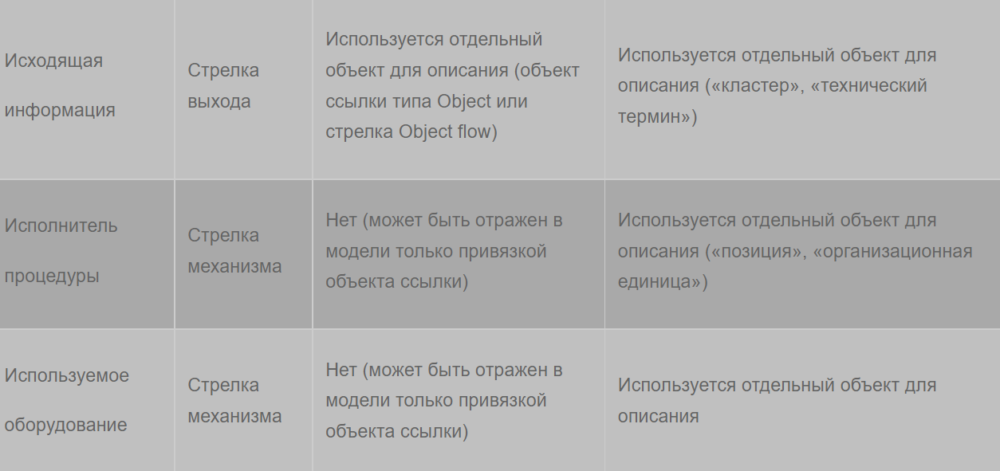 Исходящая
информация
Стрелка
выхода
Используется отдельный
объект для описания (объект
ссылки типа Object или
стрелка Object flow)
Используется отдельный объект для
описания («кластер», «технический
термин»)
Исполнитель
процедуры
Стрелка
механизма
Нет (может быть отражен в
модели только привязкой
объекта ссылки)
Используется отдельный объект для
описания («позиция», «организационная
единица»)
Используемое
оборудование
Стрелка
механизма
Нет (может быть отражен в
модели только привязкой
объекта ссылки)
Используется отдельный объект для
описания